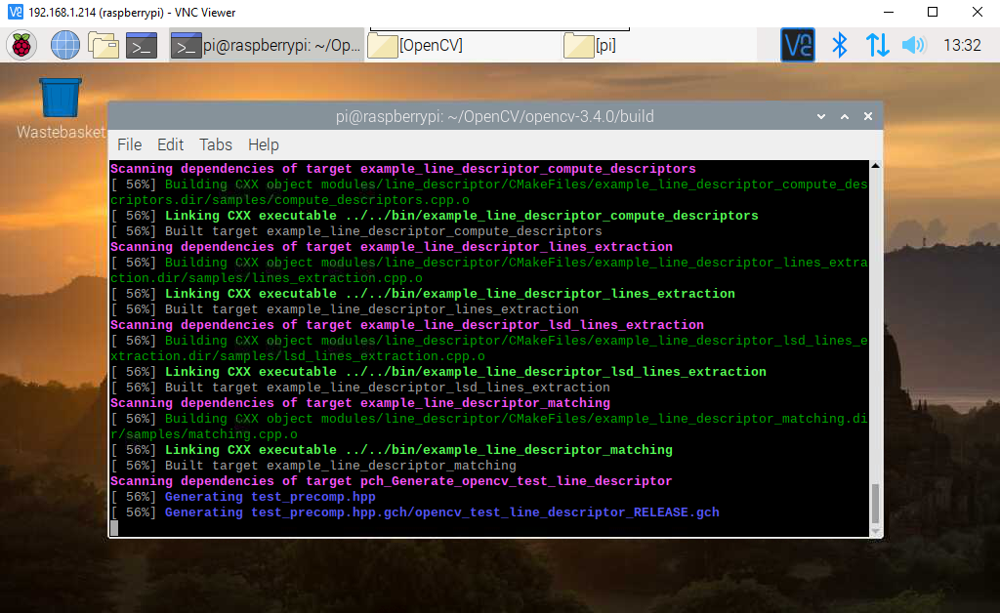 192.168.1.214 (raspberrypi) - VNC Viewer
pi@raspberrypi: ~/Op... [OpenCV] [pi] 13:32
Wastebasket
pi@raspberrypi: ~/OpenCV/opencv-3.4.0/build
File Edit Tabs Help
Scanning dependencies of target example_line_descriptor_compute_descriptors
[ 56%] Building CXX object modules/line_descriptor/CMakeFiles/example_line_descriptor_compute_des
criptors.dir/samples/compute_descriptors.cpp.o
[ 56%] Linking CXX executable ../../bin/example_line_descriptor_compute_descriptors
[ 56%] Built target example_line_descriptor_compute_descriptors
Scanning dependencies of target example_line_descriptor_lines_extraction
[ 56%] Building CXX object modules/line_descriptor/CMakeFiles/example_line_descriptor_lines_extra
ction.dir/samples/lines_extraction.cpp.o
[ 56%] Linking CXX executable ../../bin/example_line_descriptor_lines_extraction
[ 56%] Built target example_line_descriptor_lines_extraction
Scanning dependencies of target example_line_descriptor_lsd_lines_extraction
[ 56%] Building CXX object modules/line_descriptor/CMakeFiles/example_line_descriptor_lsd_lines_e
xtraction.dir/samples/lsd_lines_extraction.cpp.o
[ 56%] Linking CXX executable ../../bin/example_line_descriptor_lsd_lines_extraction
[ 56%] Built target example_line_descriptor_lsd_lines_extraction
Scanning dependencies of target example_line_descriptor_matching
[ 56%] Building CXX object modules/line_descriptor/CMakeFiles/example_line_descriptor_matching.di
r/samples/matching.cpp.o
[ 56%] Linking CXX executable ../../bin/example_line_descriptor_matching
[ 56%] Built target example_line_descriptor_matching
Scanning dependencies of target pch_Generate_opencv_test_line_descriptor
[ 56%] Generating test_precomp.hpp
[ 56%] Generating test_precomp.hpp.gch/opencv_test_line_descriptor_RELEASE.gch